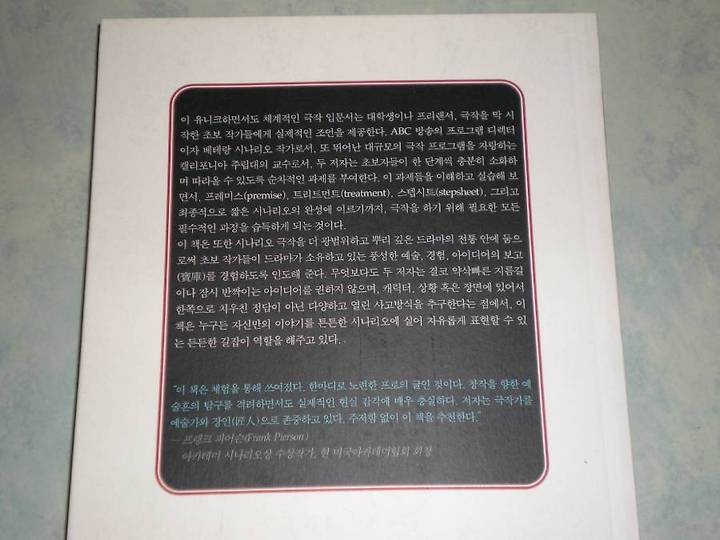 이 유니크하면서도 체계적인 극작 입문서는 대학생이나 프리랜서, 극작을 막 시
작한 초보 작가들에게 실제적인 조언을 제공한다. ABC 방송의 프로그램 디렉터
이자 베테랑 시나리오 작가로서, 또 뛰어난 대규모의 극작 프로그램을 자랑하는
캘리포니아 주립대의 교수로서, 두 저자는 초보자들이 한 단계씩 충분히 소화하
며 따라올 수 있도록 순차적인 과제를 부여한다. 이 과제들을 이해하고 실습해 보
면서, 프레미스(premise), 트리트먼트(treatment), 스텝시트(stepsheet), 그리고
최종적으로 짧은 시나리오의 완성에 이르기까지, 극작을 하기 위해 필요한 모든
필수적인 과정을 습득하게 되는 것이다.
이 책은 또한 시나리오 극작을 더 광범위하고 뿌리 깊은 드라마의 전통 안에 둠으
로써 초보 작가들이 드라마가 소유하고 있는 풍성한 예술, 경험, 아이디어의 보고
(寶庫)를 경험하도록 인도해 준다. 무엇보다도 두 저자는 결코 약삭빠른 지름길
이나 잠시 반짝이는 아이디어를 권하지 않으며, 캐릭터, 상황 혹은 장면에 있어서
한쪽으로 치우친 정답이 아닌 다양하고 열린 사고방식을 추구한다는 점에서, 이
책은 누구든 자신만의 이야기를 튼튼한 시나리오에 실어 자유롭게 표현할 수 있
는 든든한 길잡이 역할을 해주고 있다.
“이 책은 체험을 통해 쓰여졌다. 한마디로 노련한 프로의 글인 것이다. 창작을 향한 예
술혼의 탐구를 격려하면서도 실제적인 현실 감각에 매우 충실하다. 저자는 극작가를
예술가와 장인(匠人)으로 존중하고 있다. 주저함 없이 이 책을 추천한다.”
— 프랭크 피어슨(Frank Pierson)
아카데미 시나리오상 수상작가, 현 미국아카데미협회 회장